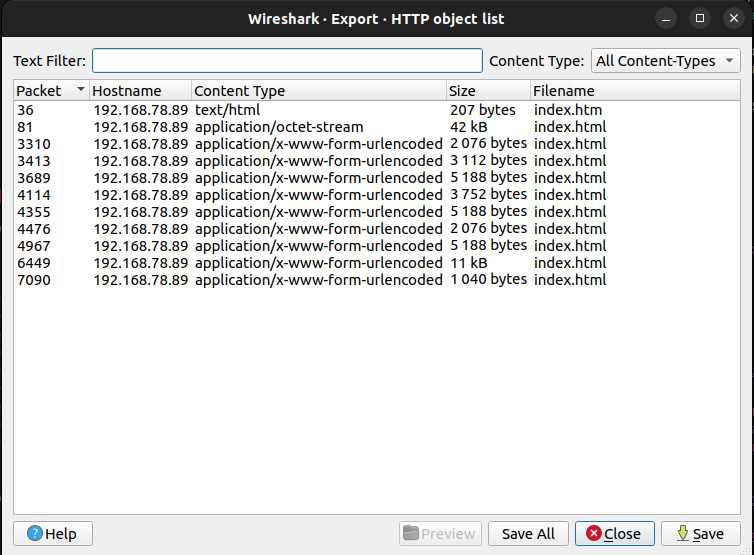 Wireshark · Export · HTTP object list
Text Filter: Content Type: All Content-Types
Packet Hostname Content Type Size Filename
36 192.168.78.89 text/html 207 bytes index.htm
81 192.168.78.89 application/octet-stream 42 kB index.html
3310 192.168.78.89 application/x-www-form-urlencoded 2 076 bytes index.html
3413 192.168.78.89 application/x-www-form-urlencoded 3 112 bytes index.html
3689 192.168.78.89 application/x-www-form-urlencoded 5 188 bytes index.html
4114 192.168.78.89 application/x-www-form-urlencoded 3 752 bytes index.html
4355 192.168.78.89 application/x-www-form-urlencoded 5 188 bytes index.html
4476 192.168.78.89 application/x-www-form-urlencoded 2 076 bytes index.html
4967 192.168.78.89 application/x-www-form-urlencoded 5 188 bytes index.html
6449 192.168.78.89 application/x-www-form-urlencoded 11 kB index.html
7090 192.168.78.89 application/x-www-form-urlencoded 1 040 bytes index.html
Help Preview Save All Close Save